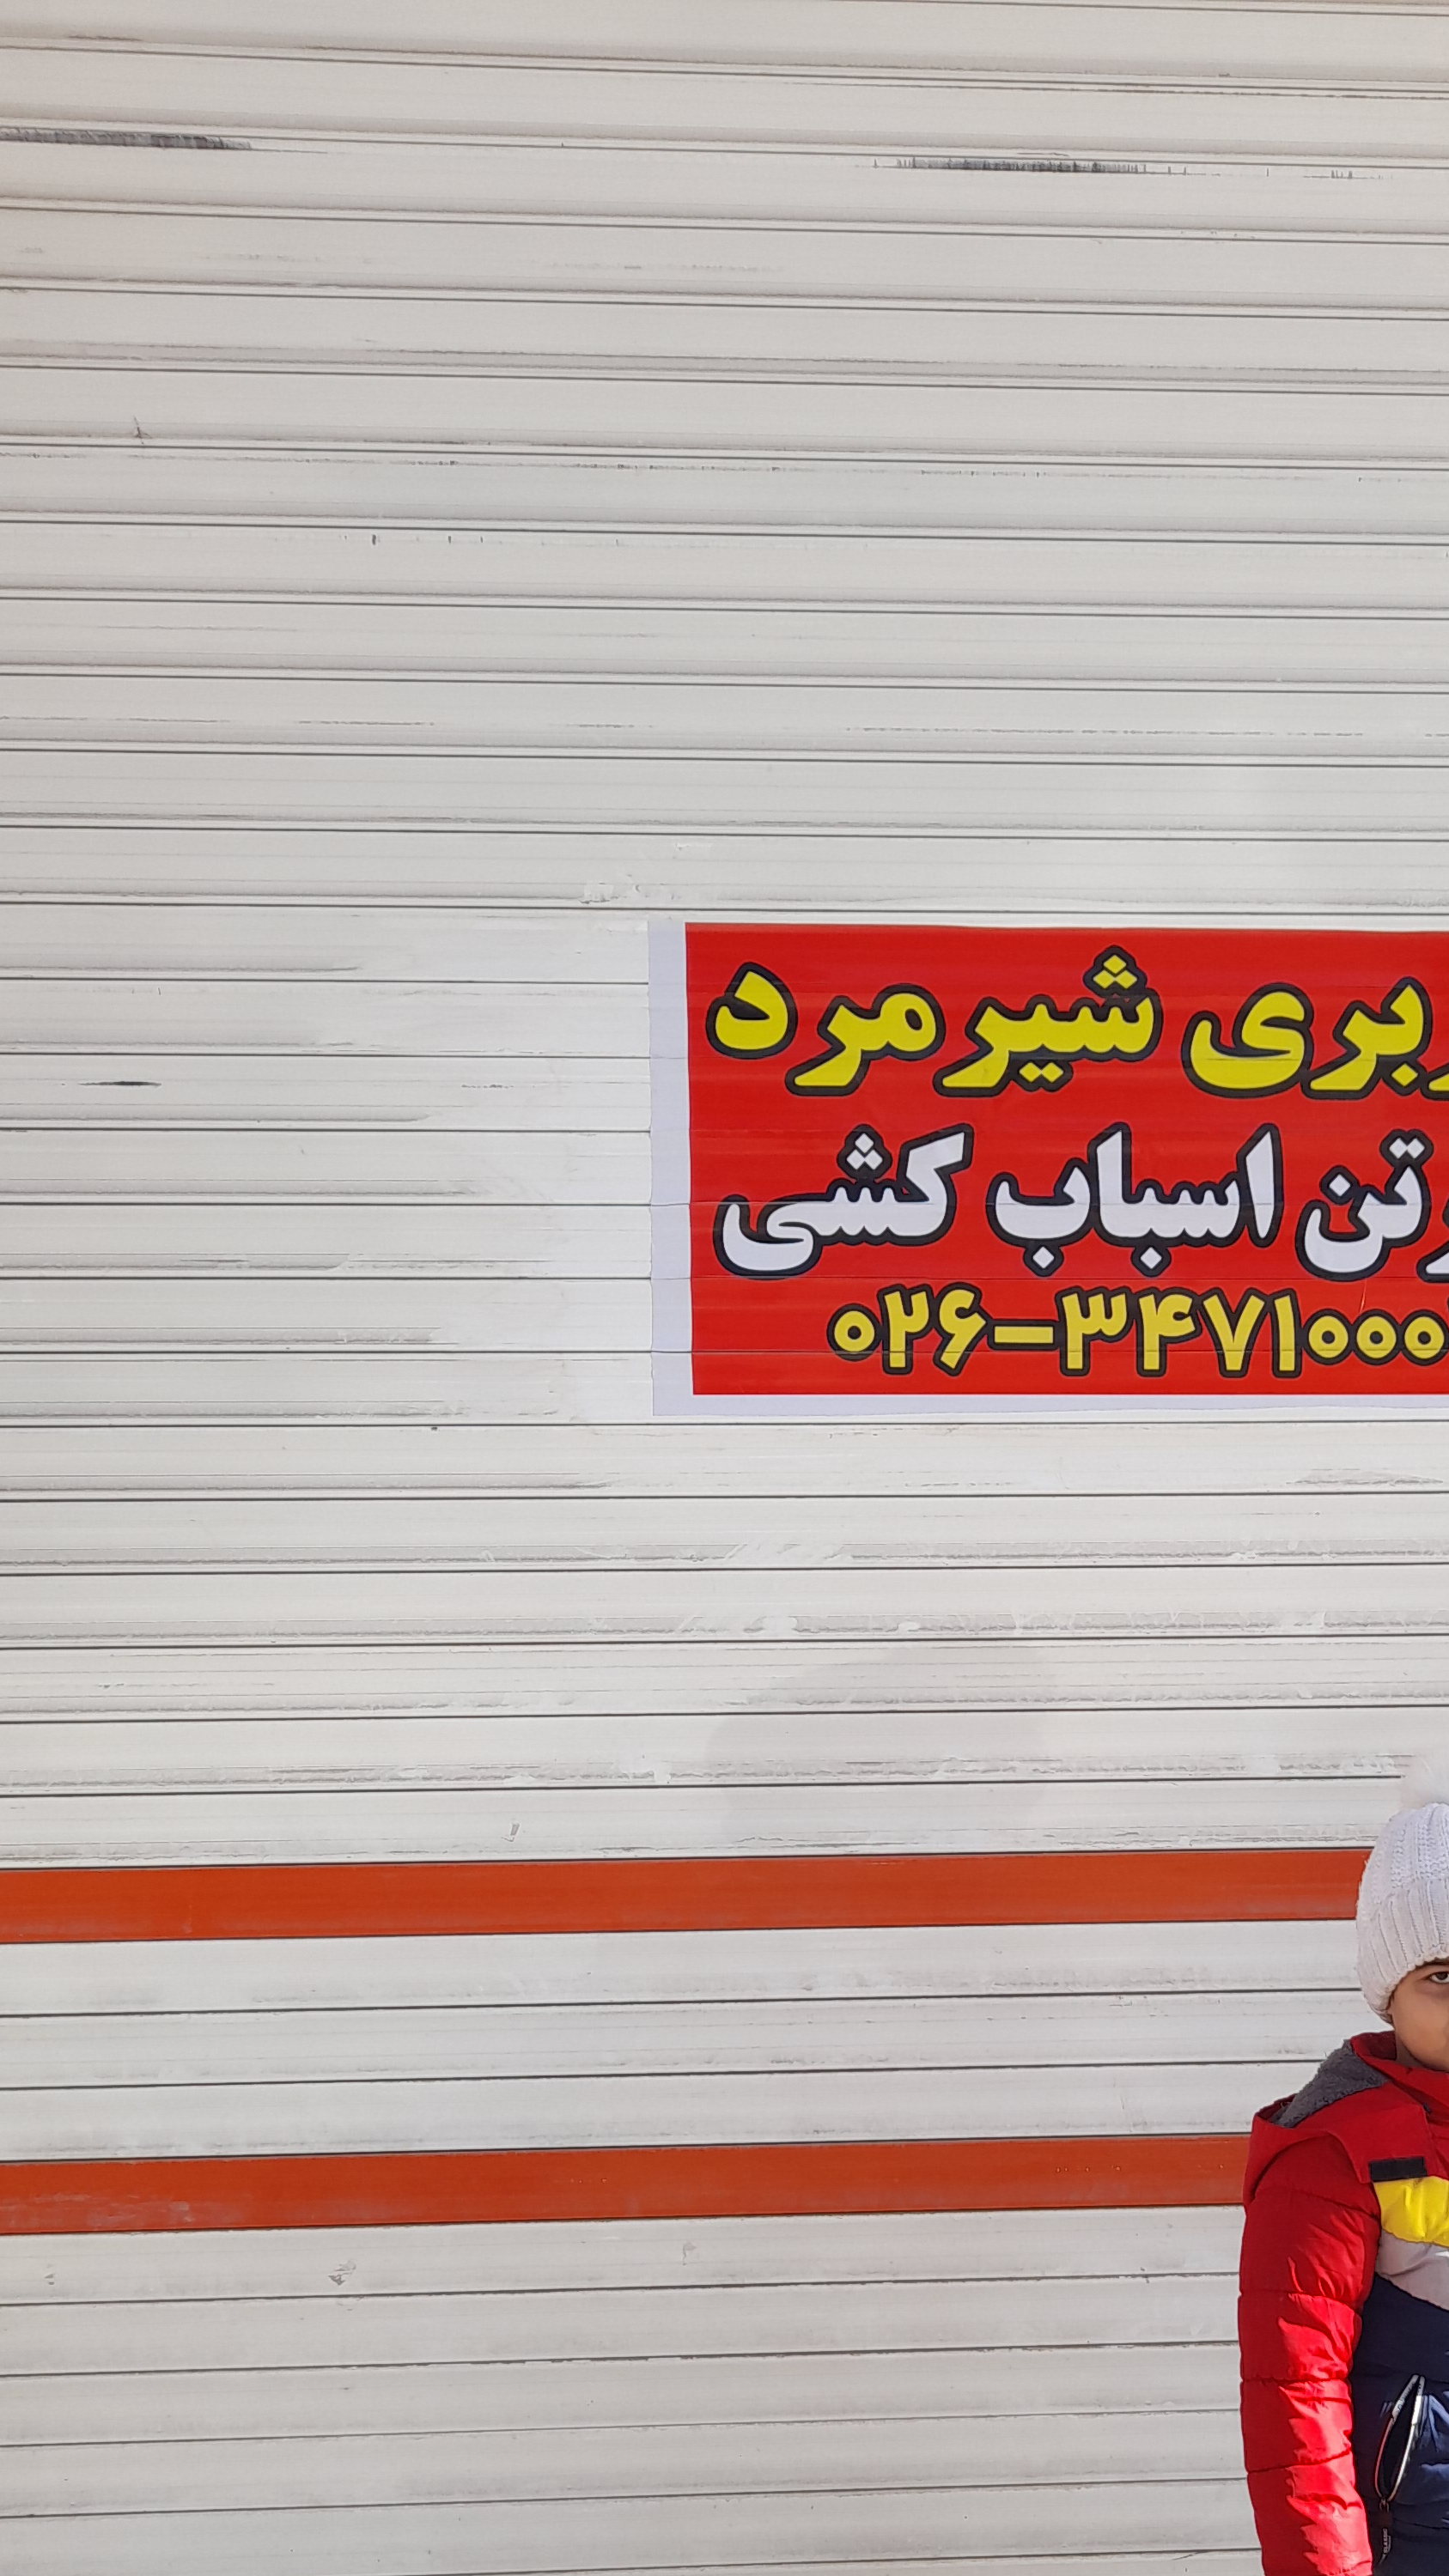 بری شیر مرد
تن اسباب کشی
۰۲۶-۳۴۷۱۰۰۰